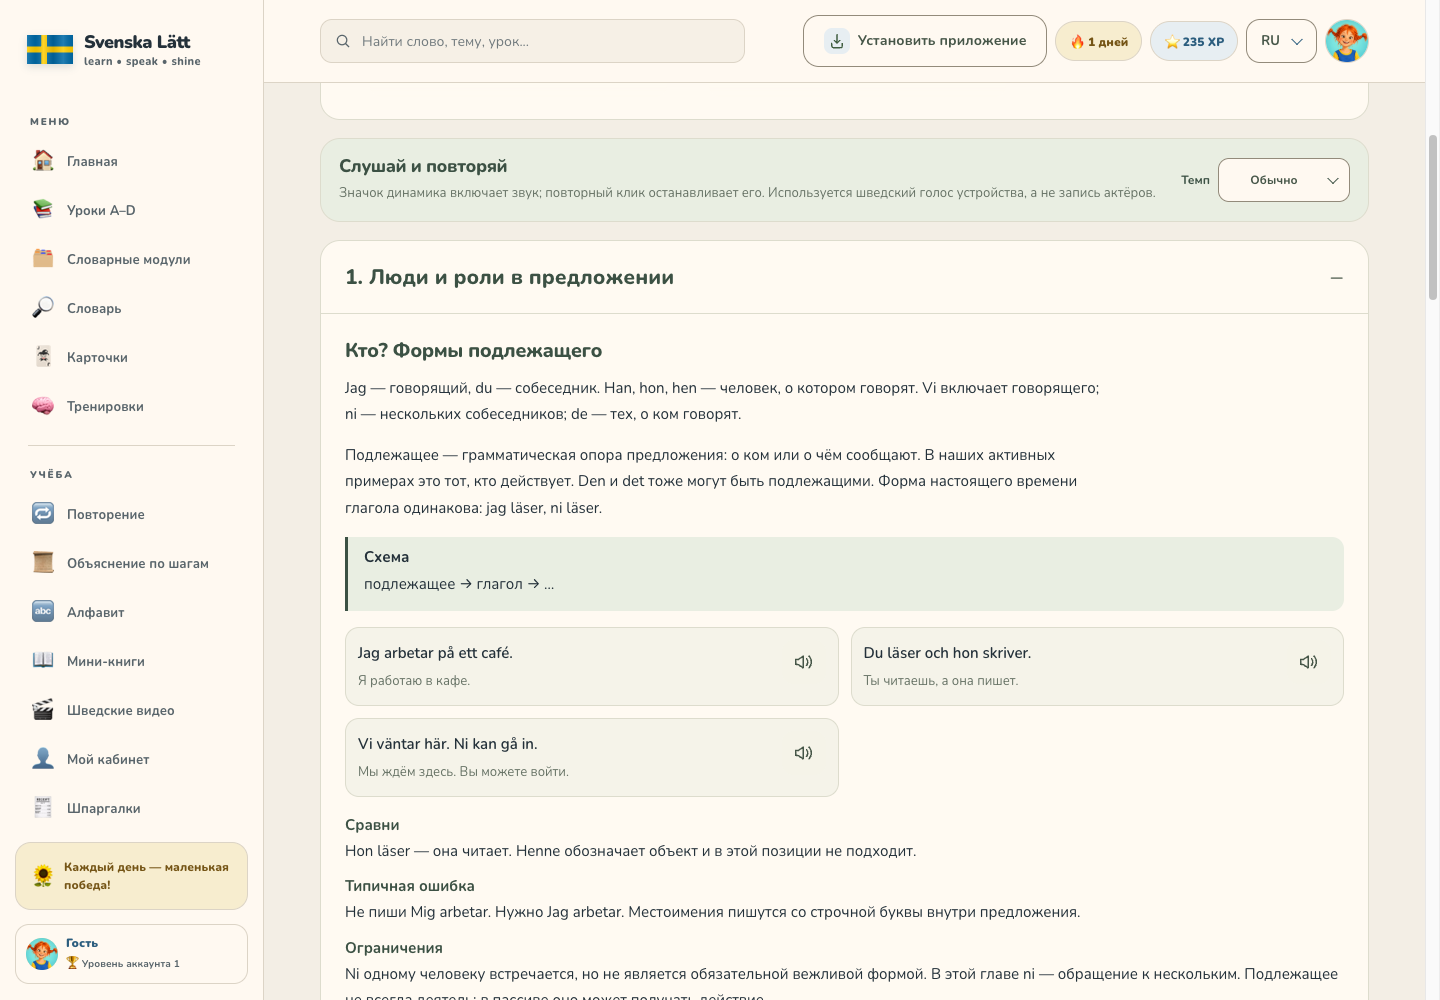 Svenska Lätt
learn • speak • shine
МЕНЮ
Главная
Уроки A–D
Словарные модули
Словарь
Карточки
Тренировки
УЧЁБА
Повторение
Объяснение по шагам
Алфавит
Мини-книги
Шведские видео
Мой кабинет
Шпаргалки
Каждый день — маленькая
победа!
Гость
Уровень аккаунта 1
Найти слово, тему, урок...
Установить приложение
1 дней
235 XP
RU
Слушай и повторяй
Значок динамика включает звук; повторный клик останавливает его. Используется шведский голос устройства, а не запись актёров.
Темп
Обычно
1. Люди и роли в предложении
Кто? Формы подлежащего
Jag — говорящий, du — собеседник. Han, hon, hen — человек, о котором говорят. Vi включает говорящего;
ni — нескольких собеседников; de — тех, о ком говорят.
Подлежащее — грамматическая опора предложения: о ком или о чём сообщают. В наших активных
примерах это тот, кто действует. Den и det тоже могут быть подлежащими. Форма настоящего времени
глагола одинакова: jag läser, ni läser.
Схема
подлежащее → глагол → …
Jag arbetar på ett café.
Я работаю в кафе.
Du läser och hon skriver.
Ты читаешь, а она пишет.
Vi väntar här. Ni kan gå in.
Мы ждём здесь. Вы можете войти.
Сравни
Hon läser — она читает. Henne обозначает объект и в этой позиции не подходит.
Типичная ошибка
Не пиши Mig arbetar. Нужно Jag arbetar. Местоимения пишутся со строчной буквы внутри предложения.
Ограничения
Ni одному человеку встречается, но не является обязательной вежливой формой. В этой главе ni — обращение к нескольким. Подлежащее
не всегда деятель: в пассиве оно может получать действие.